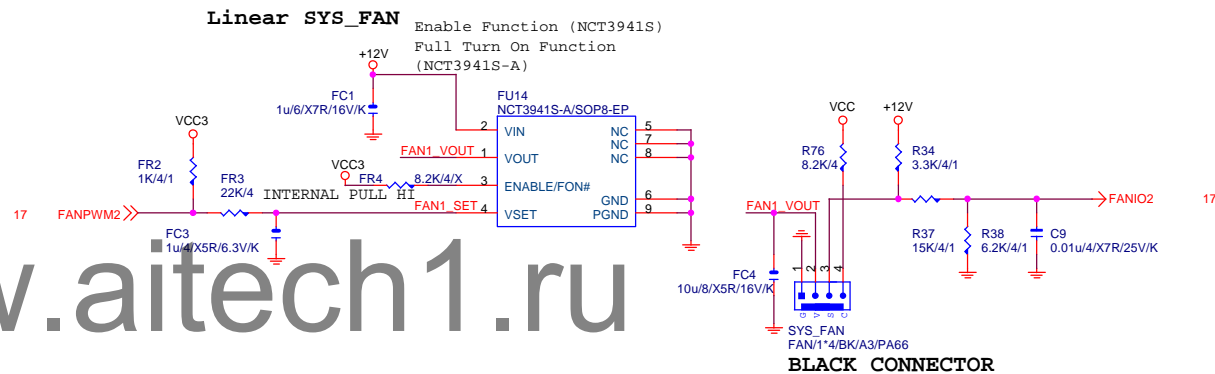 Linear SYS_FAN
Enable Function (NCT3941S)
Full Turn On Function
(NCT3941S-A)
+12V
FC1
1u/6/X7R/16V/K
FU14
NCT3941S-A/SOP8-EP
2 VIN
FAN1_VOUT 1 VOUT
3 ENABLE/FON#
FAN1_SET 4 VSET
NC 5
NC 7
NC 8
GND 6
PGND 9
VCC3
FR2
1K/4/1
FR3
22K/4
VCC3
FR4 8.2K/4/X
INTERNAL PULL HI
17 FANPWM2
FC3
1u/4/X5R/6.3V/K
VCC
+12V
R76
8.2K/4
R34
3.3K/4/1
FAN1_VOUT
FANIO2 17
R37
15K/4/1
R38
6.2K/4/1
C9
0.01u/4/X7R/25V/K
FC4
10u/8/X5R/16V/K
1 2 3 4
G V S C
SYS_FAN
FAN/1*4/BK/A3/PA66
BLACK CONNECTOR
w.aitech1.ru